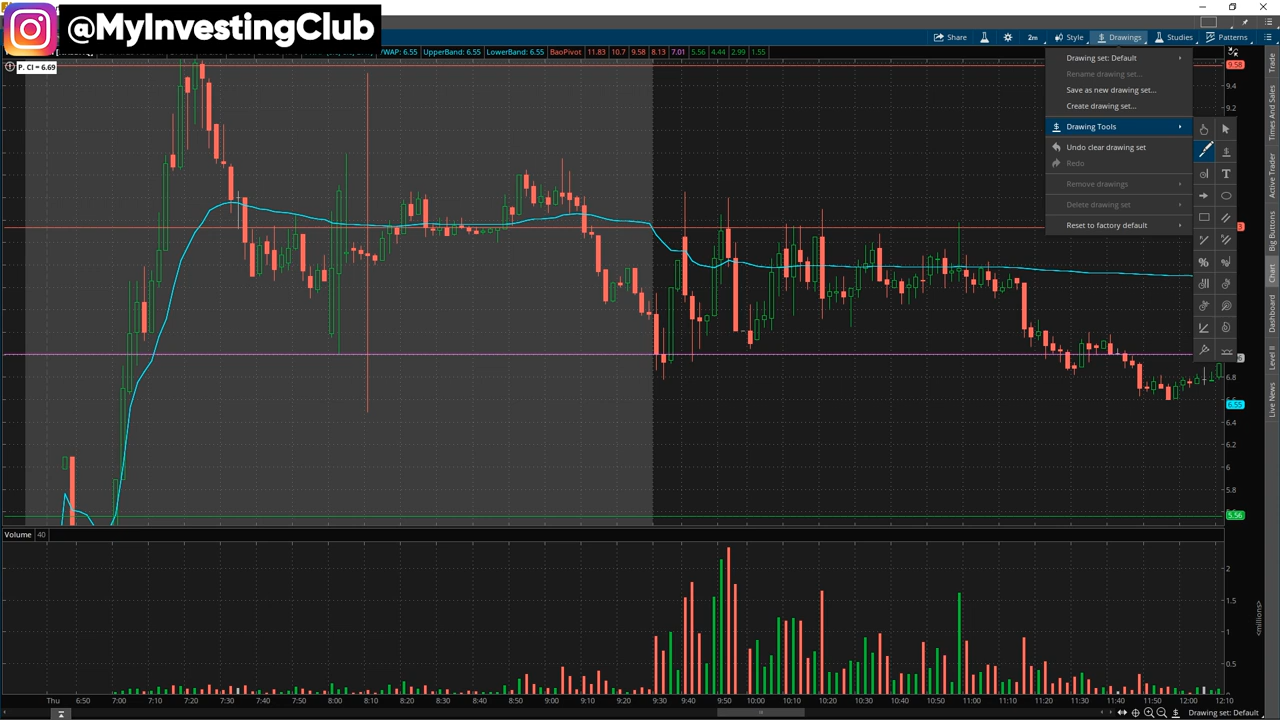 @MyInvestingClub
VWAP: 6.55 UpperBand: 6.55 LowerBand: 6.55 BaoPivot 11.83 10.7 9.58 8.13 7.01 5.56 4.44 2.99 1.55
P. Cl = 6.69
Share 2m Style Drawings Studies Patterns
Drawing set: Default
Rename drawing set...
Save as new drawing set...
Create drawing set...
Drawing Tools
Undo clear drawing set
Redo
Remove drawings
Delete drawing set
Reset to factory default
9.58
9.4
9.2
6.8
6.55
6.4
6.2
6
5.8
5.56
Trade
Times And Sales
Active Trader
Big Buttons
Chart
Dashboard
Level II
Live News
Volume 40
2
1.5
1
0.5
<millions>
Thu 6:50 7:00 7:10 7:20 7:30 7:40 7:50 8:00 8:10 8:20 8:30 8:40 8:50 9:00 9:10 9:20 9:30 9:40 9:50 10:00 10:10 10:20 10:30 10:40 10:50 11:00 11:10 11:20 11:30 11:40 11:50 12:00 12:10
Drawing set: Default